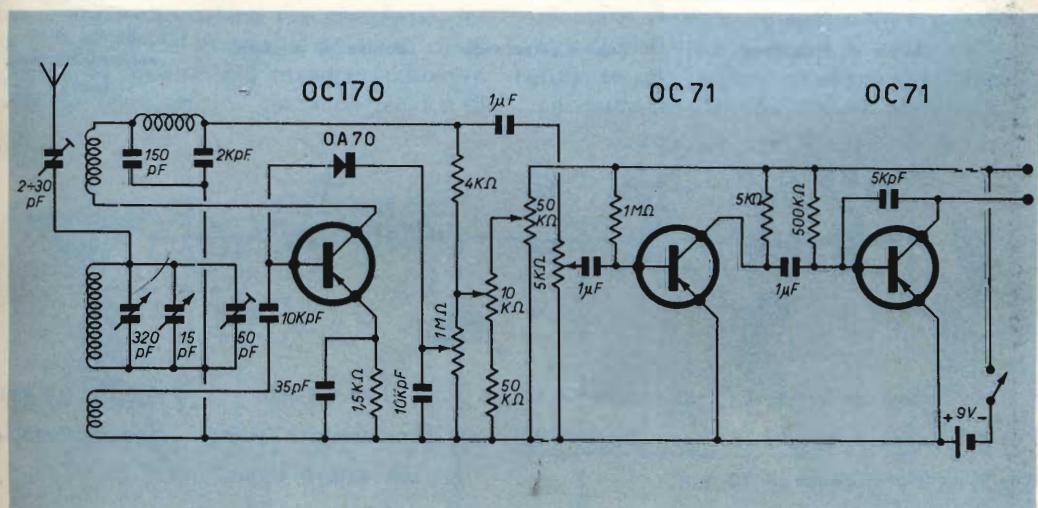 OC170
OC71
OC71
1µF
OA70
2÷30
pF
150
pF
2KpF
4KΩ
50
KΩ
5KΩ
1MΩ
5KΩ
500KΩ
5KpF
10
KΩ
1µF
1µF
320
pF
15
pF
50
pF
10KpF
1MΩ
35pF
1,5KΩ
10KpF
50
KΩ
+ 9V -